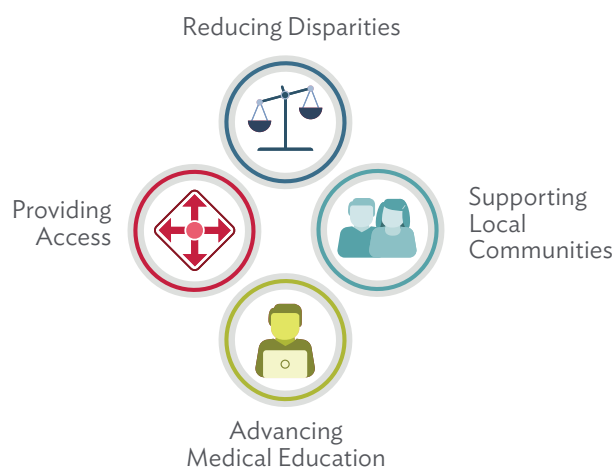 Reducing Disparities
Providing
Access
Supporting
Local
Communities
Advancing
Medical Education